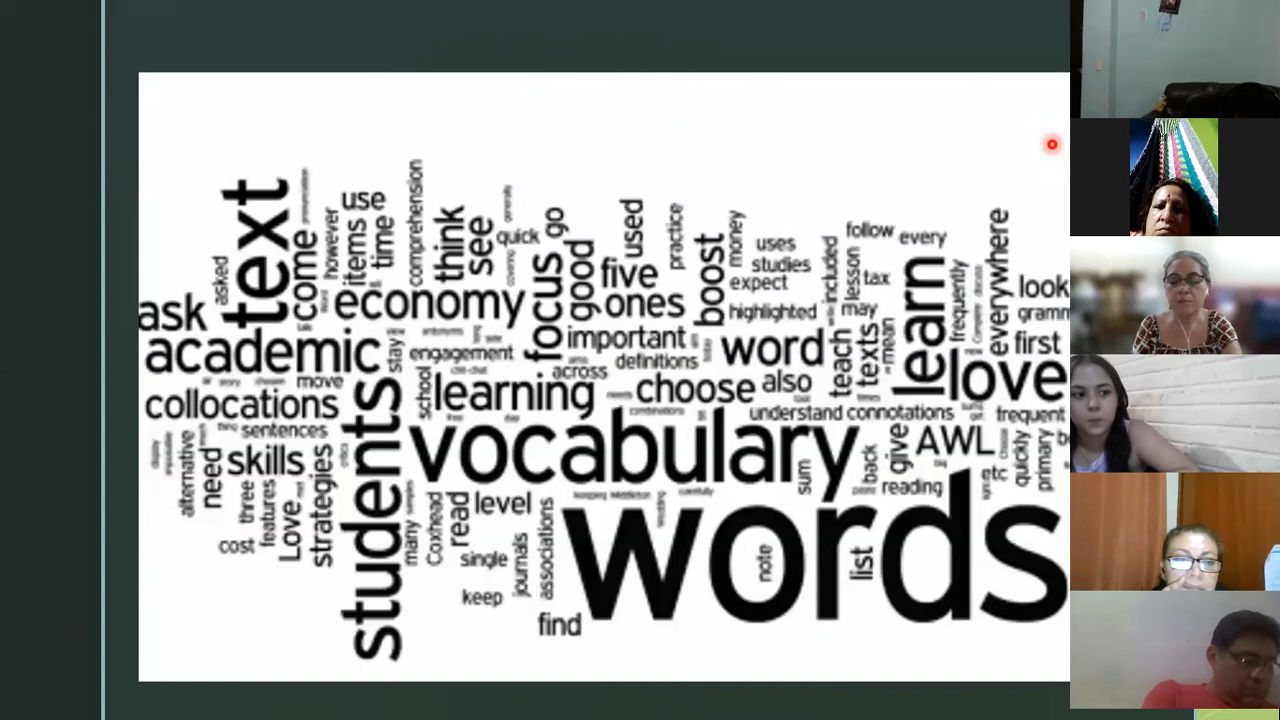 text
asked
come
however
use
items
time
comprehension
think
see
quick
go
focus
good
used
five
ones
practice
boost
money
uses
studies
expect
highlighted
included
lesson
follow
every
tax
may
learn
frequently
everywhere
look
gramm
first
ask
economy
academic
important
definitions
word
teach
texts
mean
love
stay
engagement
across
move
learning
choose
also
school
collocations
sentences
understand
connotations
frequent
students
vocabulary
give
AWL
alternative
need
skills
strategies
three
features
Love
cost
many
Coxhead
read
level
single
journals
associations
keep
find
sum
back
reading
etc
quickly
primary
words
note
list